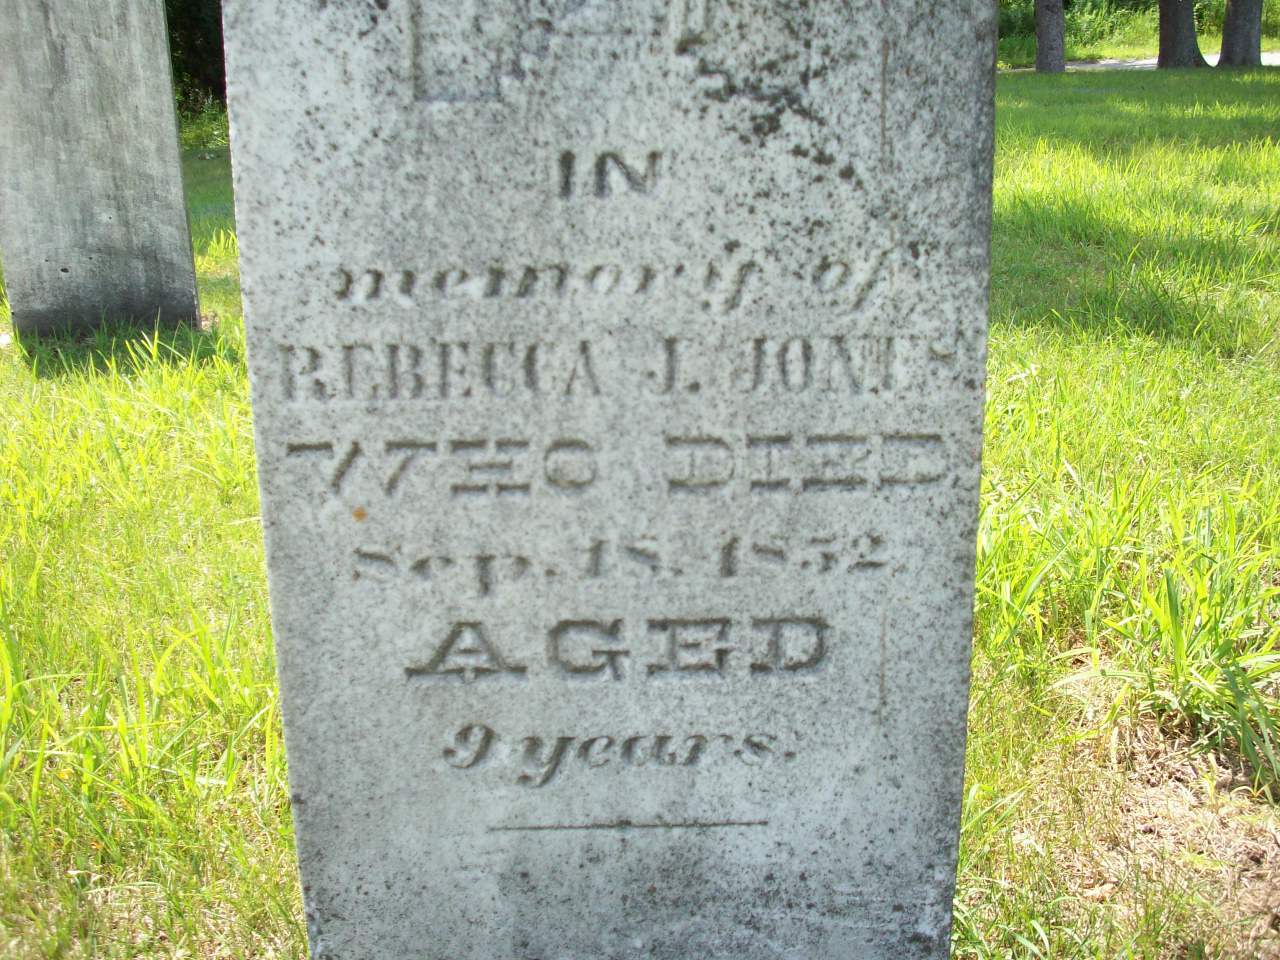 IN
memory of
REBECCA J. JONES
WHO DIED
Sep. 18. 1852.
AGED
9 years.